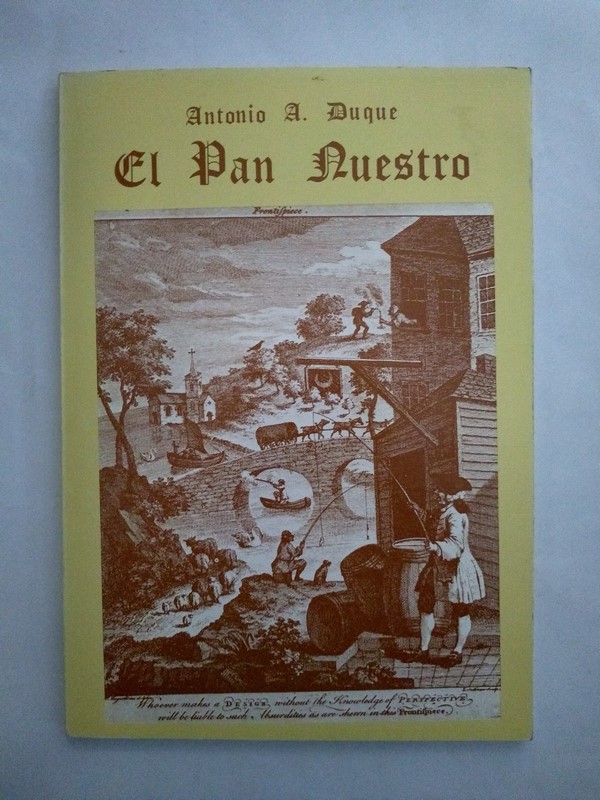 Antonio A. Duque
El Pan Nuestro
Frontiſpiece.
Whoever makes a DESIGN, without the Knowledge of PERSPECTIVE,
will be liable to such Absurdities as are shewn in this Frontiſpiece.